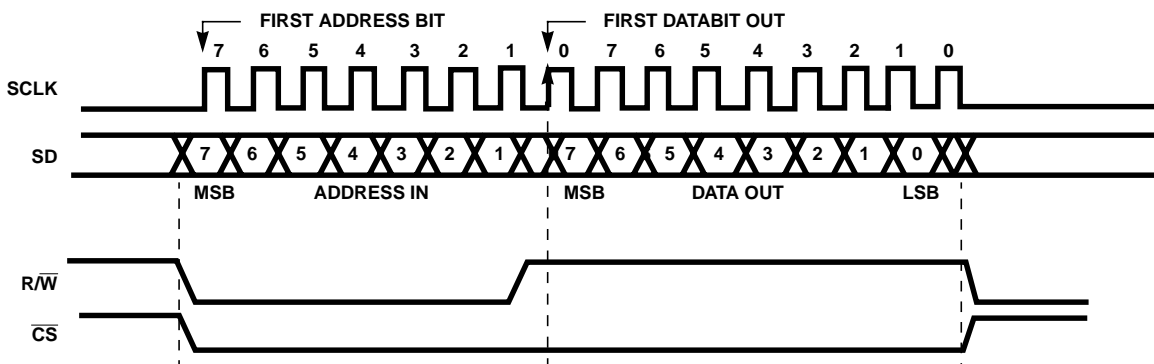 FIRST ADDRESS BIT FIRST DATABIT OUT
7 6 5 4 3 2 1 0 7 6 5 4 3 2 1 0
SCLK
SD 7 6 5 4 3 2 1 7 6 5 4 3 2 1 0
MSB ADDRESS IN MSB DATA OUT LSB
R/W̅
C̅S̅